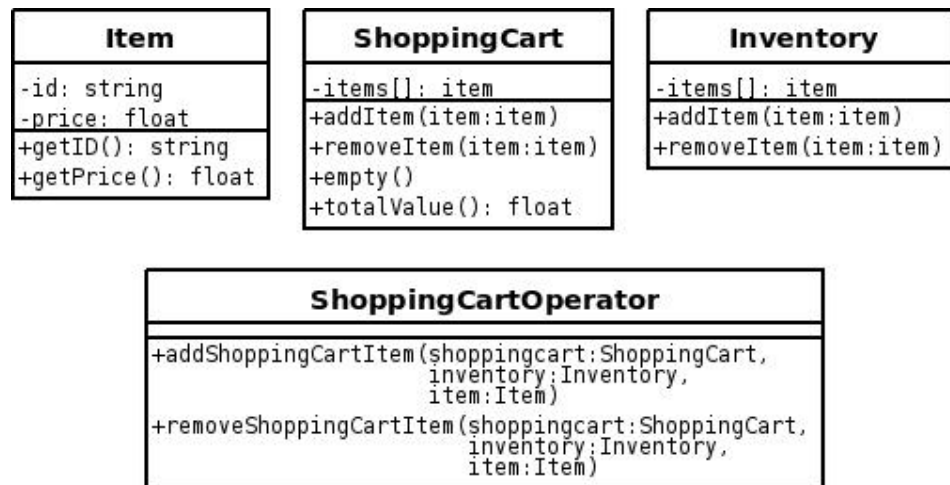 Item
-id: string
-price: float
+getID(): string
+getPrice(): float
ShoppingCart
-items[]: item
+addItem(item:item)
+removeItem(item:item)
+empty()
+totalValue(): float
Inventory
-items[]: item
+addItem(item:item)
+removeItem(item:item)
ShoppingCartOperator
+addShoppingCartItem(shoppingcart:ShoppingCart,
inventory:Inventory,
item:Item)
+removeShoppingCartItem(shoppingcart:ShoppingCart,
inventory:Inventory,
item:Item)